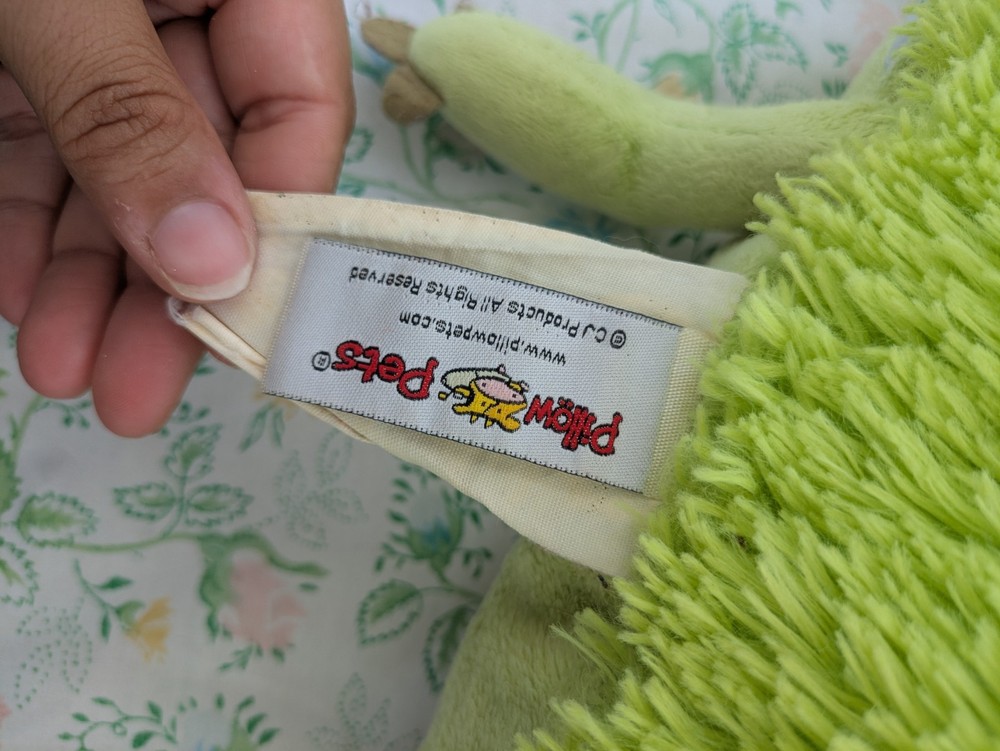 Pillow Pets®
www.pillowpets.com
© CJ Products All Rights Reserved